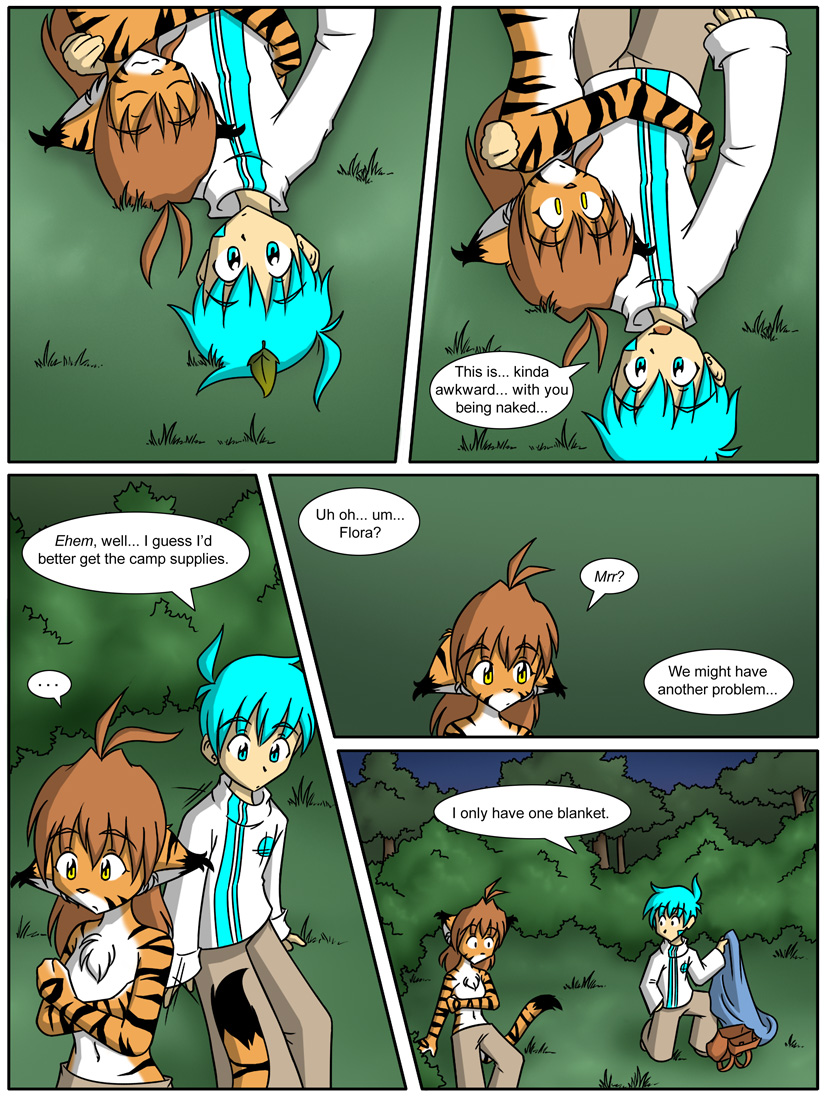 This is... kinda
awkward... with you
being naked...
Ehem, well... I guess I'd
better get the camp supplies.
...
Uh oh... um...
Flora?
Mrr?
We might have
another problem...
I only have one blanket.